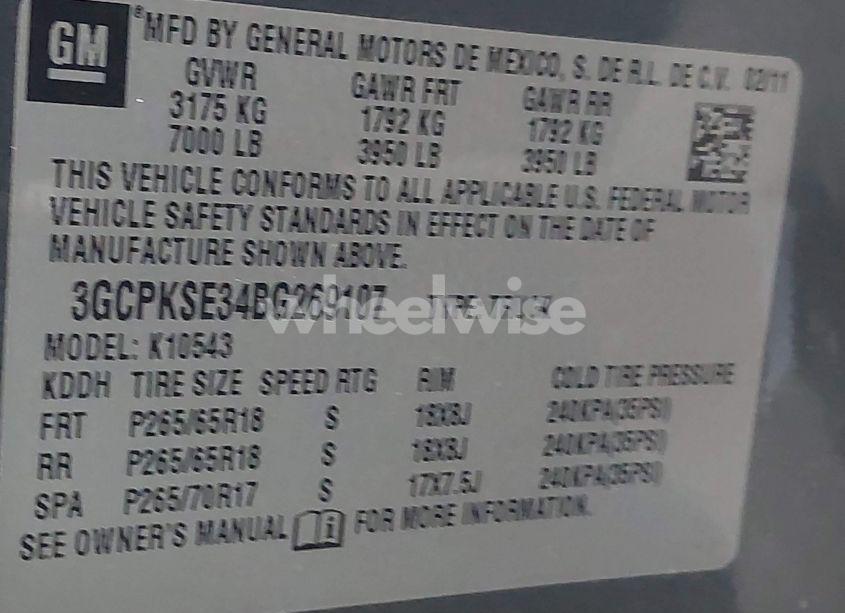 GM
®MFD BY GENERAL MOTORS DE MEXICO, S. DE R.L. DE C.V. 02/11
GVWR GAWR FRT GAWR RR
3175 KG 1792 KG 1792 KG
7000 LB 3950 LB 3950 LB
THIS VEHICLE CONFORMS TO ALL APPLICABLE U.S. FEDERAL MOTOR
VEHICLE SAFETY STANDARDS IN EFFECT ON THE DATE OF
MANUFACTURE SHOWN ABOVE.
3GCPKSE34BG269107 TYPE: TRUCK
wheelwise
MODEL: K10543
KDDH TIRE SIZE SPEED RTG RIM COLD TIRE PRESSURE
FRT P265/65R18 S 18X8J 240KPA(35PSI)
RR P265/65R18 S 18X8J 240KPA(35PSI)
SPA P265/70R17 S 17X7.5J 240KPA(35PSI)
SEE OWNER'S MANUAL FOR MORE INFORMATION.